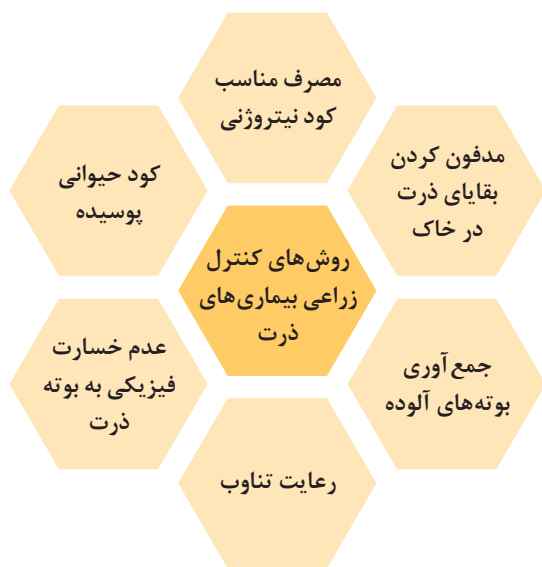 مصرف مناسب
کود نیتروژنی
مدفون کردن
بقایای ذرت
در خاک
کود حیوانی
پوسیده
روش‌های کنترل
زراعی بیماری‌های
ذرت
جمع‌آوری
بوته‌های آلوده
عدم خسارت
فیزیکی به بوته
ذرت
رعایت تناوب